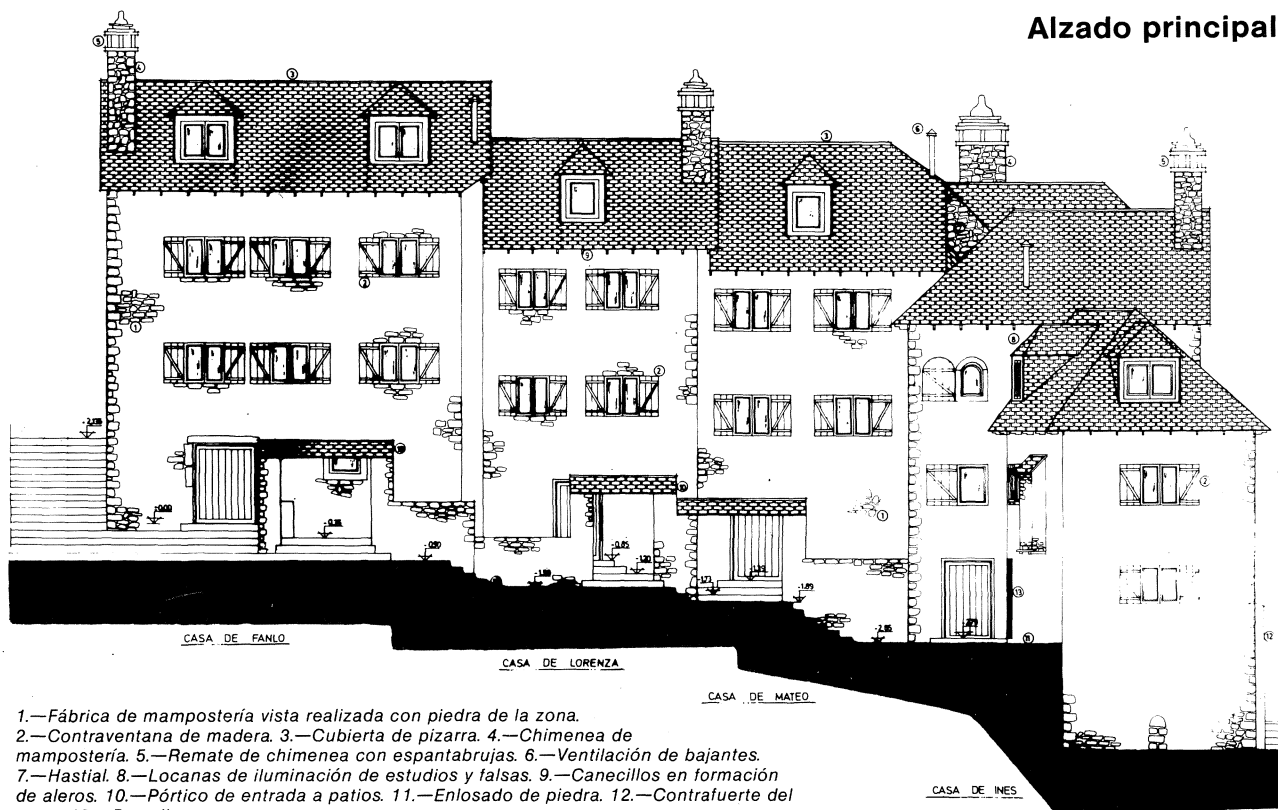 Alzado principal
CASA DE FANLO
CASA DE LORENZA
CASA DE MATEO
CASA DE INES
1.—Fábrica de mampostería vista realizada con piedra de la zona.
2.—Contraventana de madera. 3.—Cubierta de pizarra. 4.—Chimenea de
mampostería. 5.—Remate de chimenea con espantabrujas. 6.—Ventilación de bajantes.
7.—Hastial. 8.—Locanas de iluminación de estudios y falsas. 9.—Canecillos en formación
de aleros. 10.—Pórtico de entrada a patios. 11.—Enlosado de piedra. 12.—Contrafuerte del